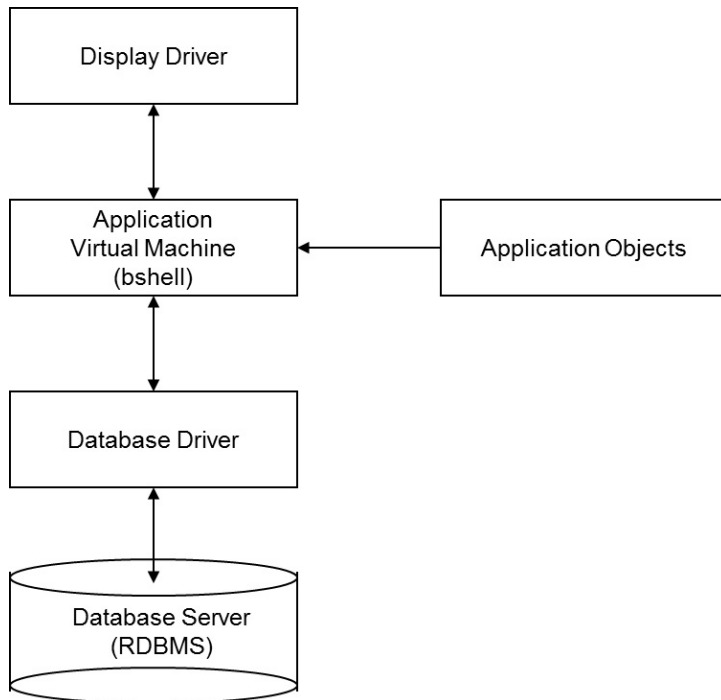 Display Driver
Application
Virtual Machine
(bshell)
Application Objects
Database Driver
Database Server
(RDBMS)